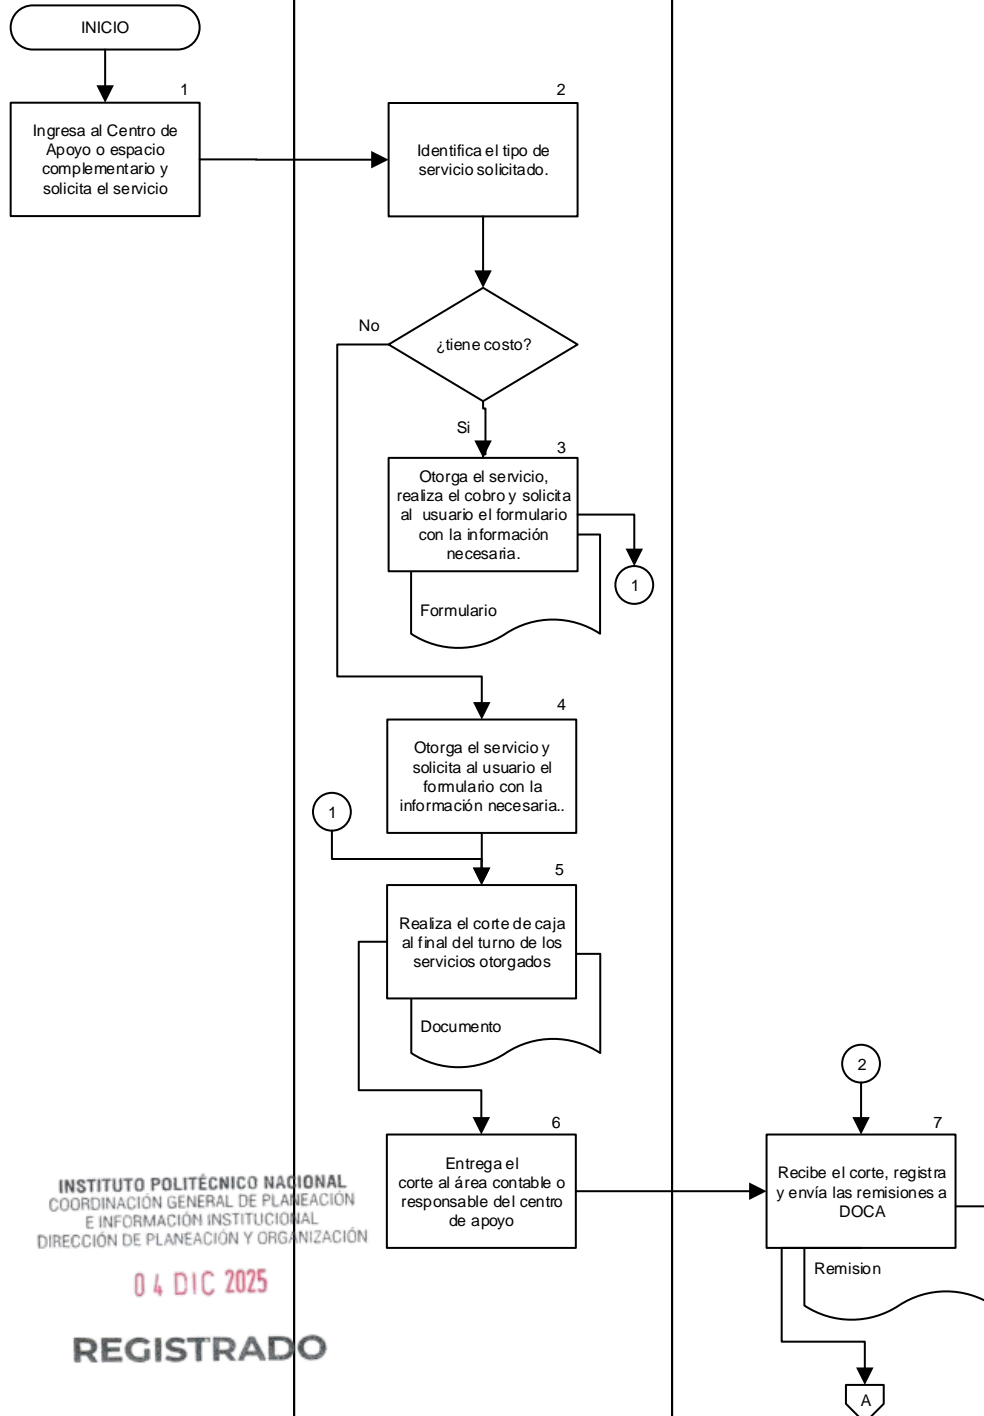 INICIO
1
Ingresa al Centro de
Apoyo o espacio
complementario y
solicita el servicio
2
Identifica el tipo de
servicio solicitado.
¿tiene costo?
No
Si
3
Otorga el servicio,
realiza el cobro y solicita
al usuario el formulario
con la información
necesaria.
Formulario
1
4
Otorga el servicio y
solicita al usuario el
formulario con la
información necesaria..
1
5
Realiza el corte de caja
al final del turno de los
servicios otorgados
Documento
6
Entrega el
corte al área contable o
responsable del centro
de apoyo
2
7
Recibe el corte, registra
y envía las remisiones a
DOCA
Remision
A
INSTITUTO POLITÉCNICO NACIONAL
COORDINACIÓN GENERAL DE PLANEACIÓN
E INFORMACIÓN INSTITUCIONAL
DIRECCIÓN DE PLANEACIÓN Y ORGANIZACIÓN
04 DIC 2025
REGISTRADO